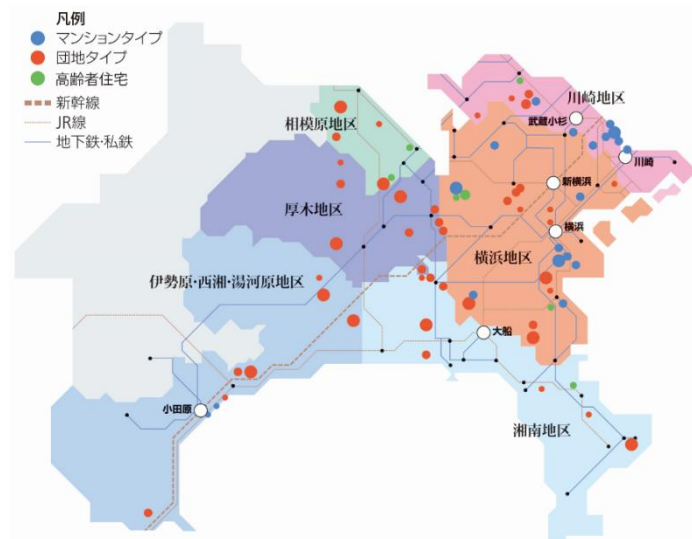 凡例
マンションタイプ
団地タイプ
高齢者住宅
新幹線
JR線
地下鉄・私鉄
川崎地区
武蔵小杉
相模原地区
川崎
新横浜
厚木地区
横浜
横浜地区
伊勢原・西湘・湯河原地区
大船
小田原
湘南地区